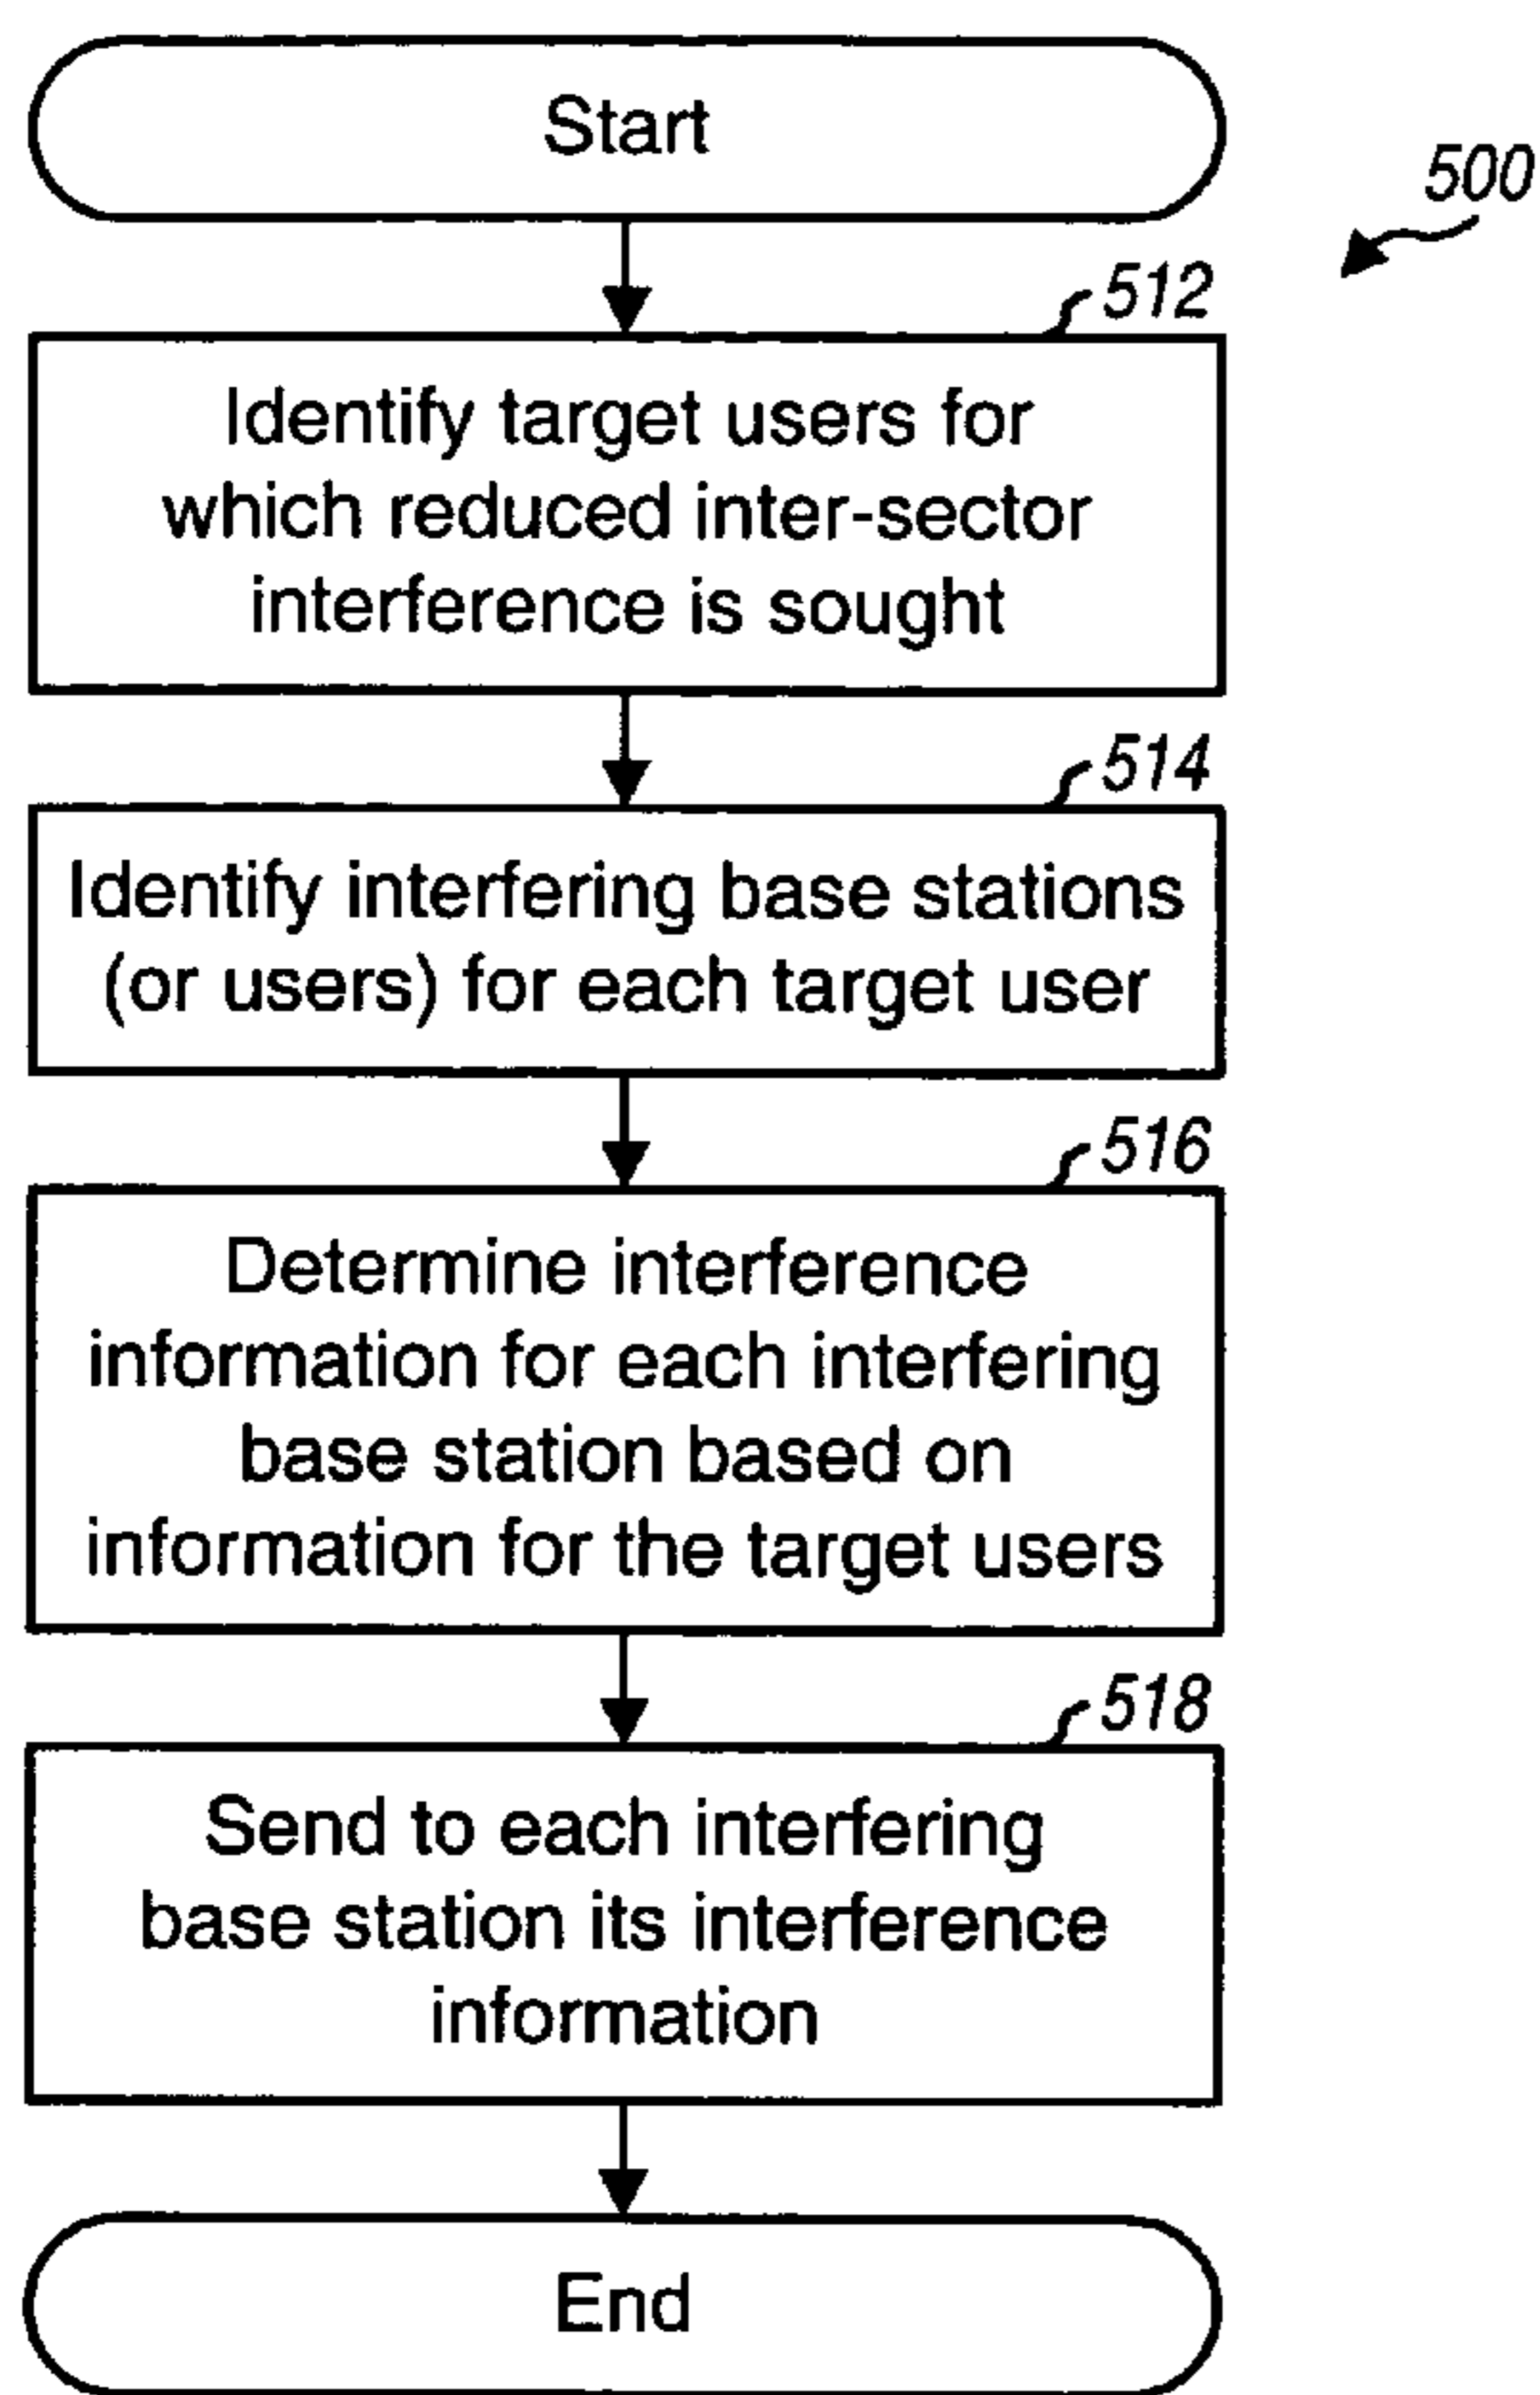 Start
500
512
Identify target users for
which reduced inter-sector
interference is sought
514
Identify interfering base stations
(or users) for each target user
516
Determine interference
information for each interfering
base station based on
information for the target users
518
Send to each interfering
base station its interference
information
End